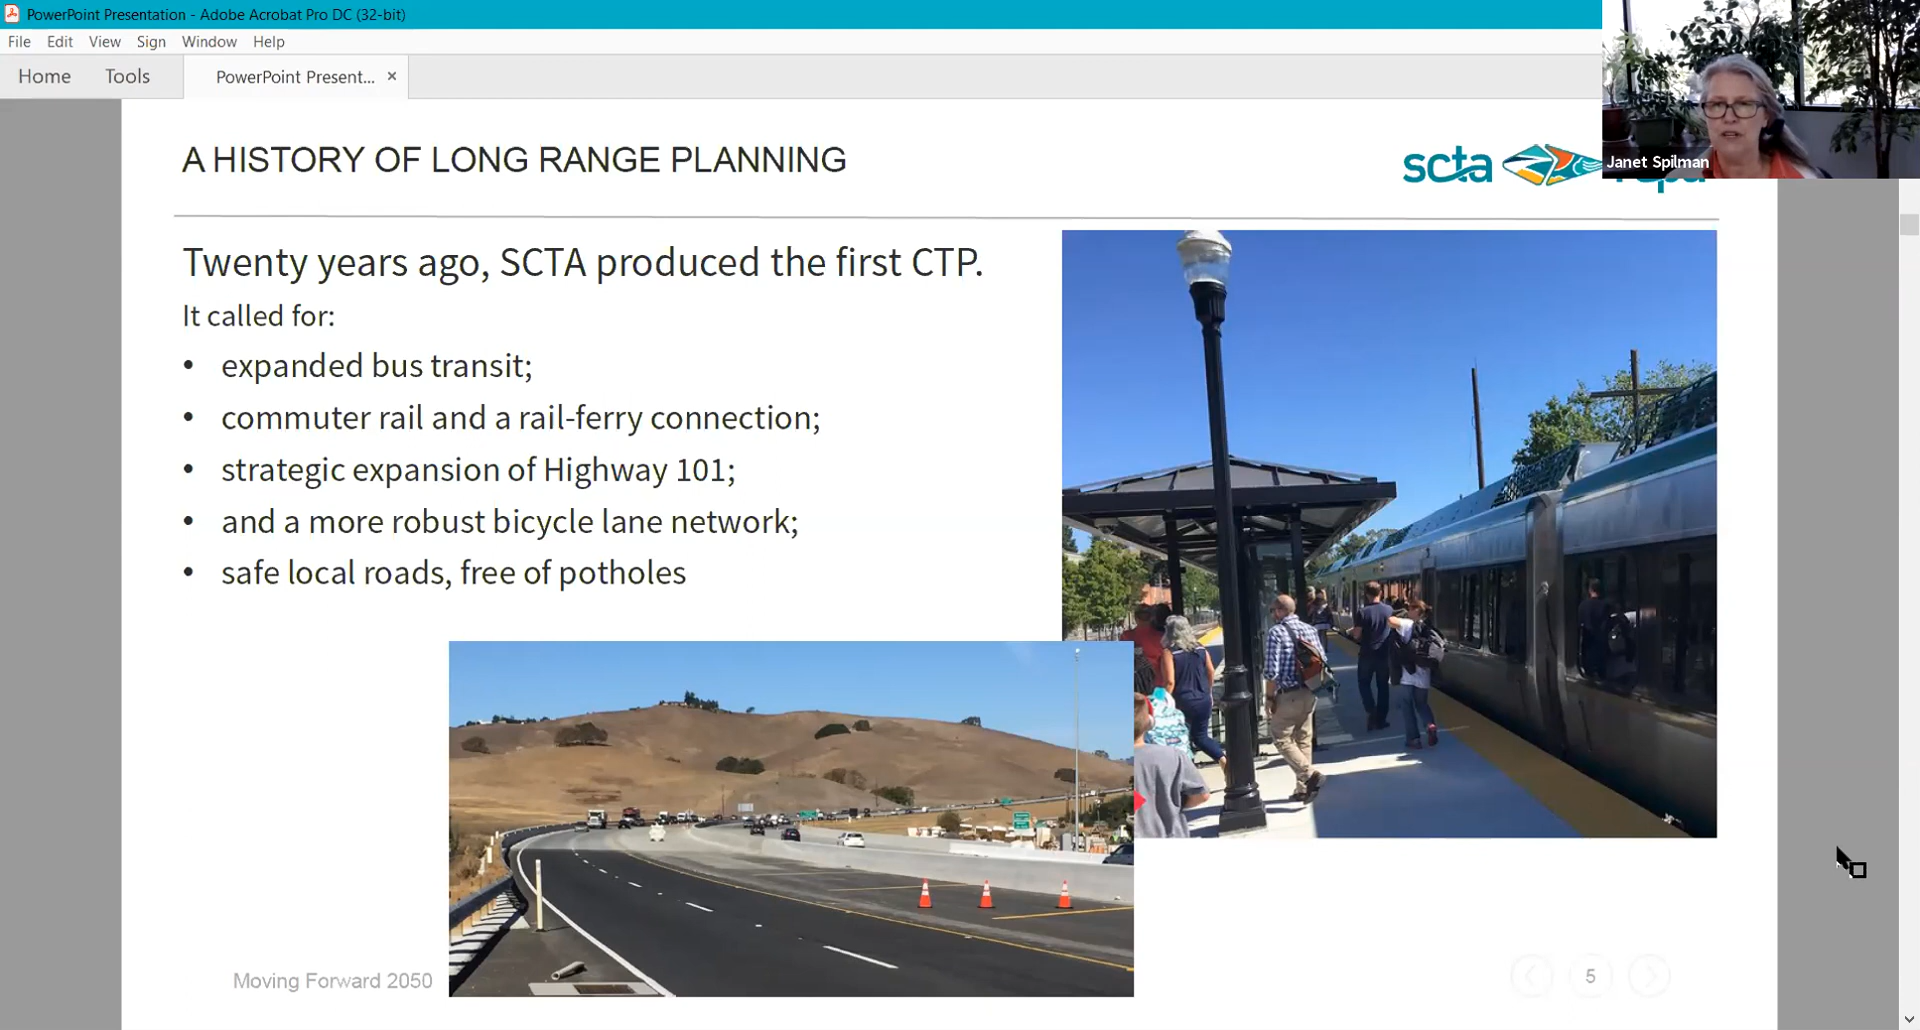 PowerPoint Presentation - Adobe Acrobat Pro DC (32-bit)
File Edit View Sign Window Help
Home Tools PowerPoint Present... ×
Janet Spilman
A HISTORY OF LONG RANGE PLANNING
scta
Twenty years ago, SCTA produced the first CTP.
It called for:
• expanded bus transit;
• commuter rail and a rail-ferry connection;
• strategic expansion of Highway 101;
• and a more robust bicycle lane network;
• safe local roads, free of potholes
Moving Forward 2050
5